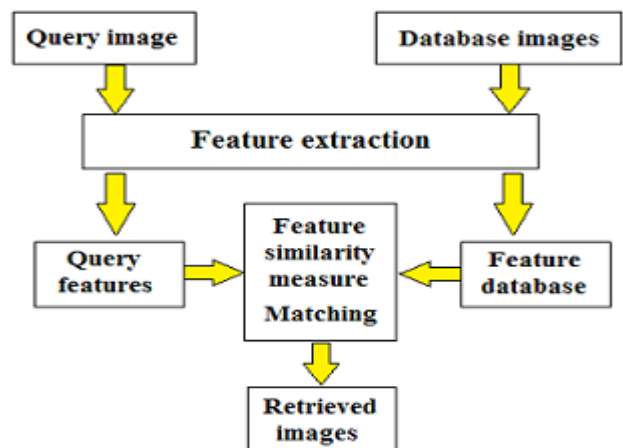 Query image
Database images
Feature extraction
Query
features
Feature
similarity
measure
Matching
Feature
database
Retrieved
images